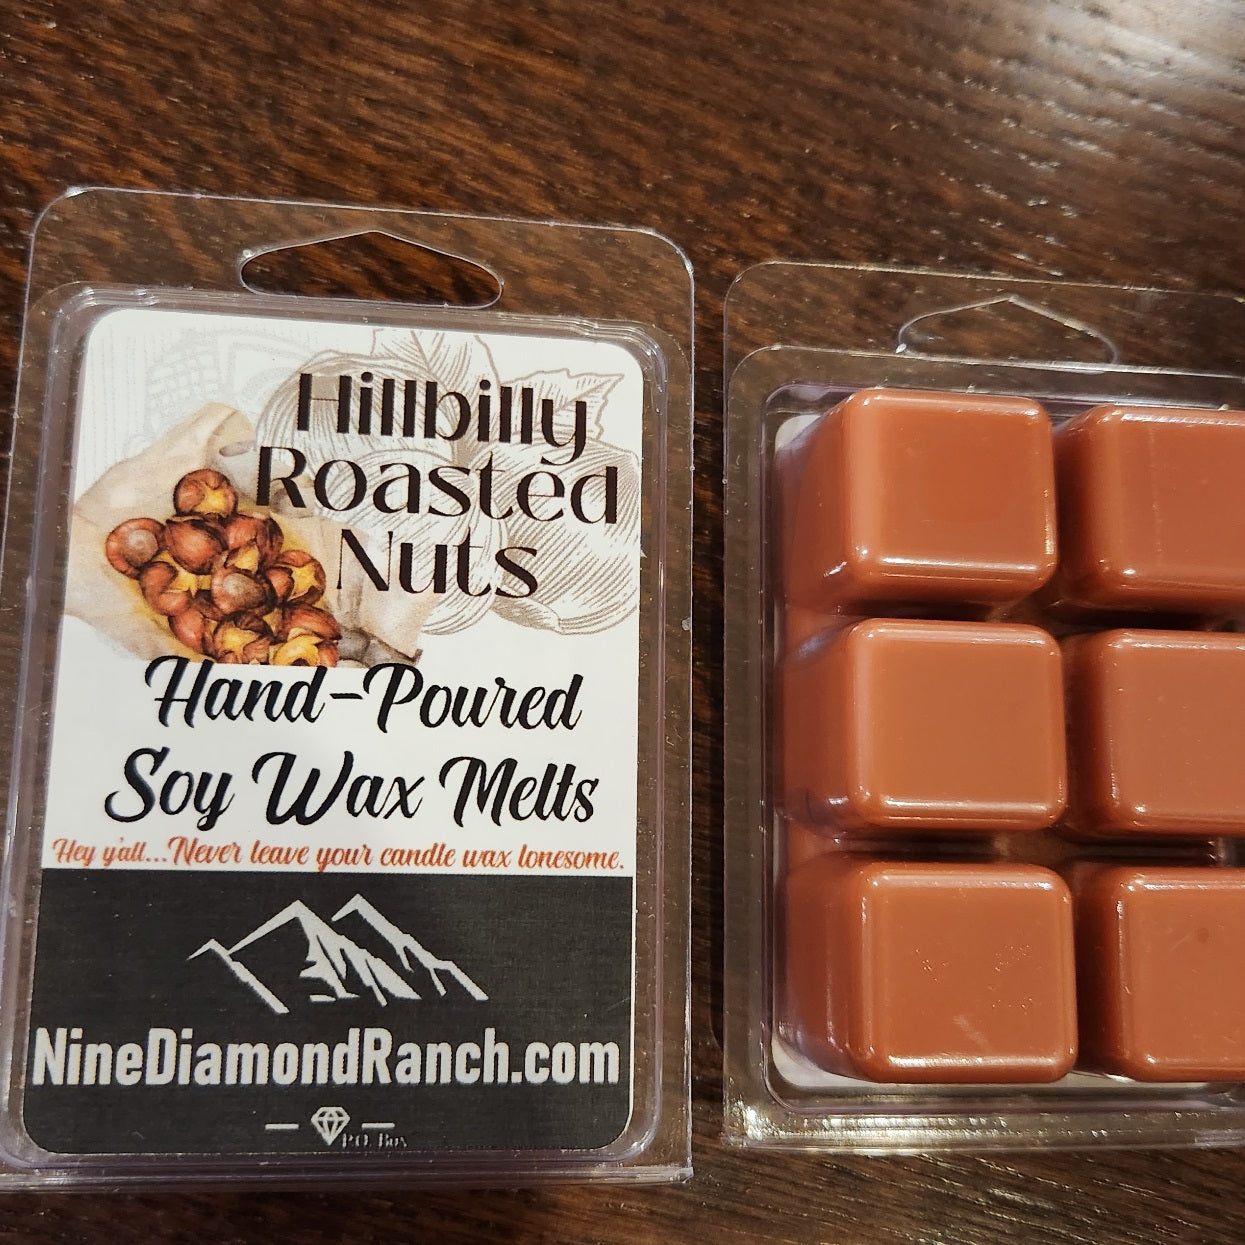 Hillbilly
Roasted
Nuts
Hand-Poured
Soy Wax Melts
Hey y'all...Never leave your candle wax lonesome.
NineDiamondRanch.com
P.O. Box